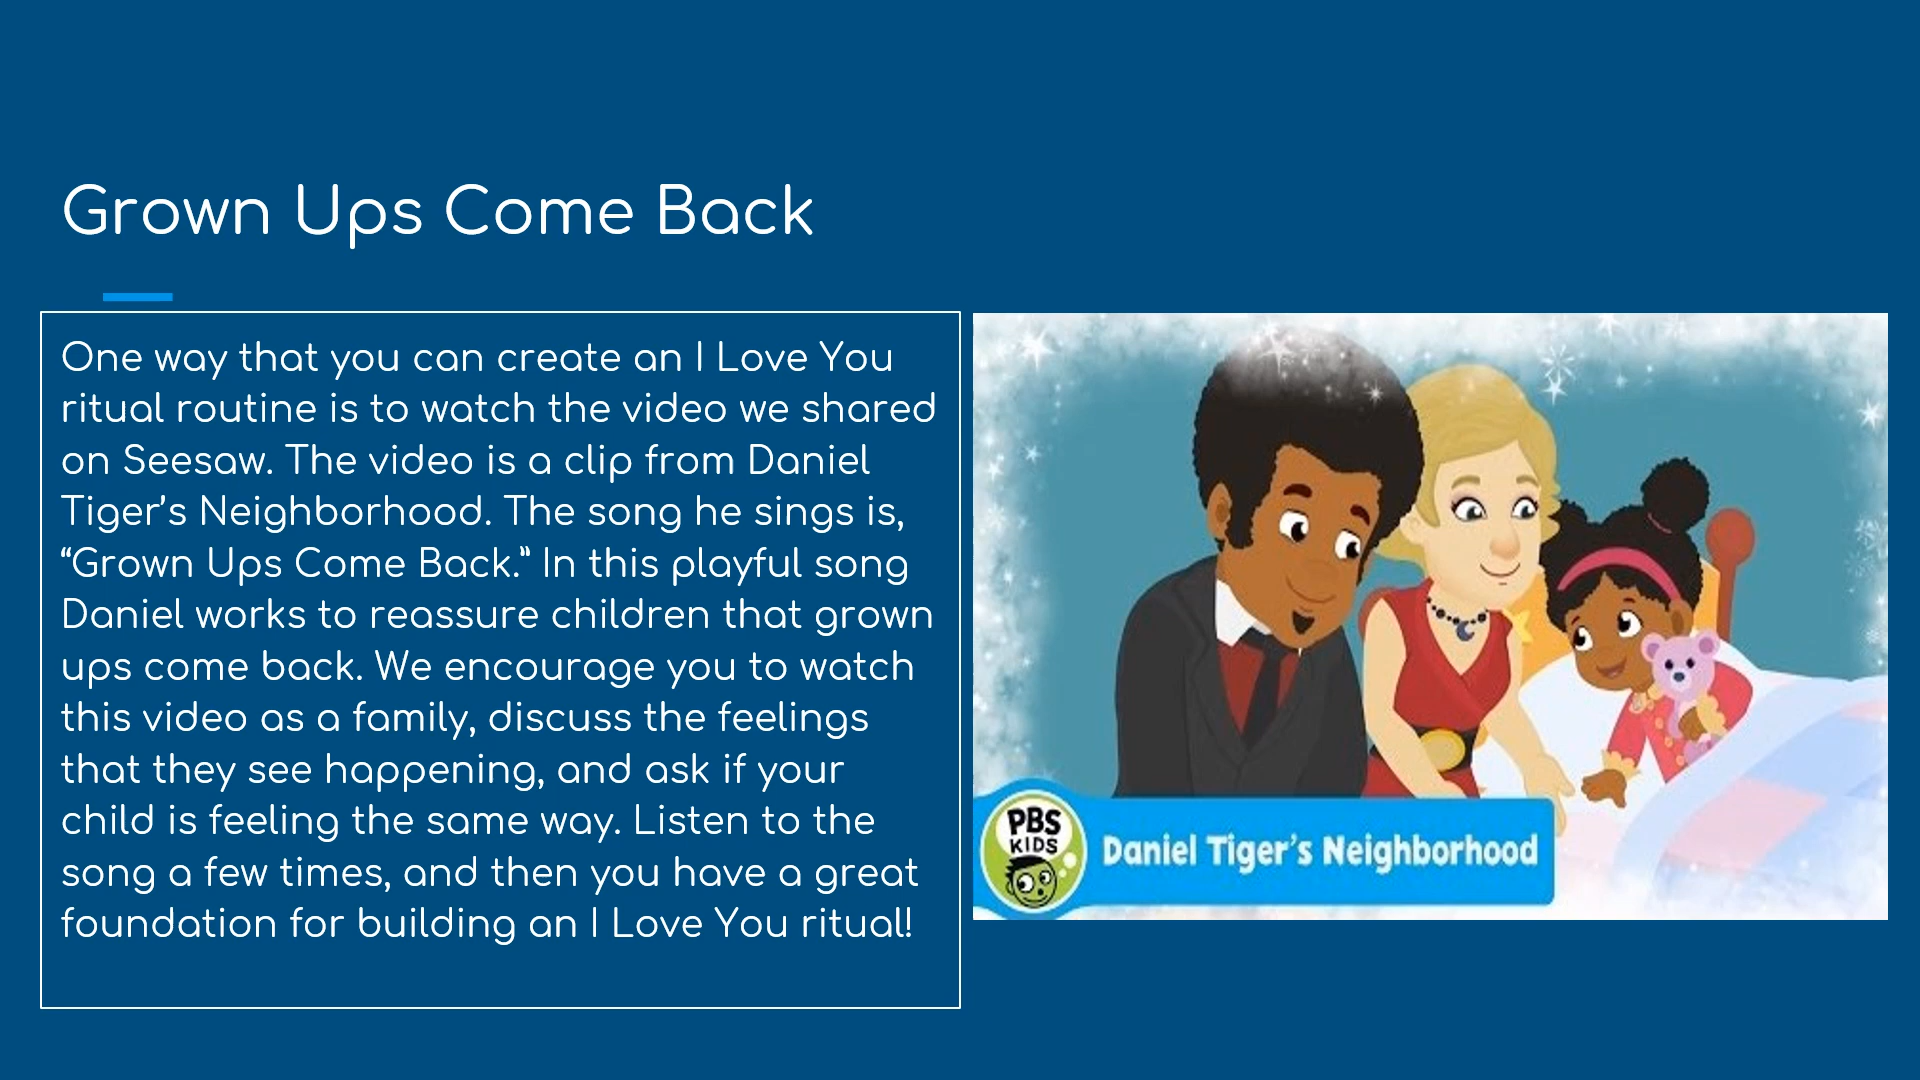 Grown Ups Come Back
One way that you can create an I Love You
ritual routine is to watch the video we shared
on Seesaw. The video is a clip from Daniel
Tiger’s Neighborhood. The song he sings is,
“Grown Ups Come Back.” In this playful song
Daniel works to reassure children that grown
ups come back. We encourage you to watch
this video as a family, discuss the feelings
that they see happening, and ask if your
child is feeling the same way. Listen to the
song a few times, and then you have a great
foundation for building an I Love You ritual!
PBS
KIDS
Daniel Tiger’s Neighborhood